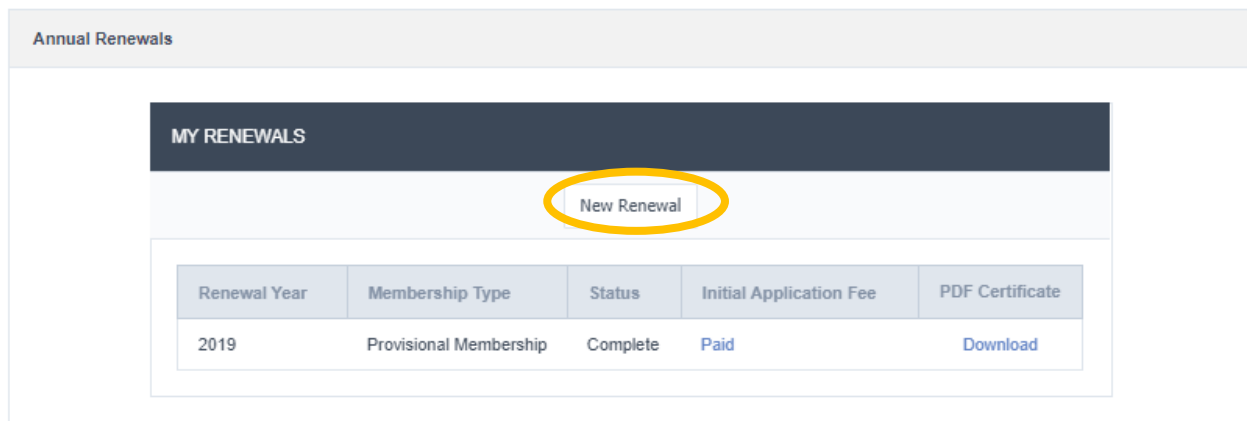 Annual Renewals
MY RENEWALS
New Renewal
Renewal Year Membership Type Status Initial Application Fee PDF Certificate
2019 Provisional Membership Complete Paid Download